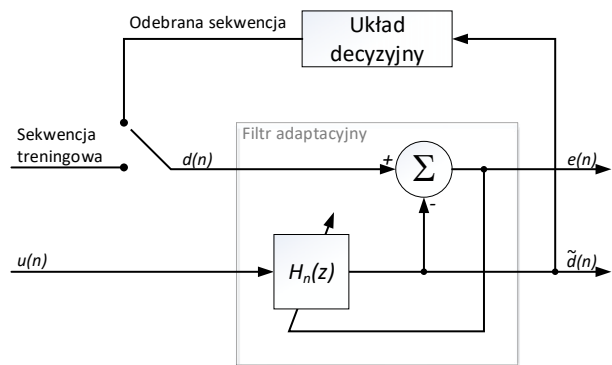 Odebrana sekwencja
Układ
decyzyjny
Sekwencja
treningowa
Filtr adaptacyjny
d(n)
+
Σ
e(n)
-
u(n)
Hn(z)
d̃(n)